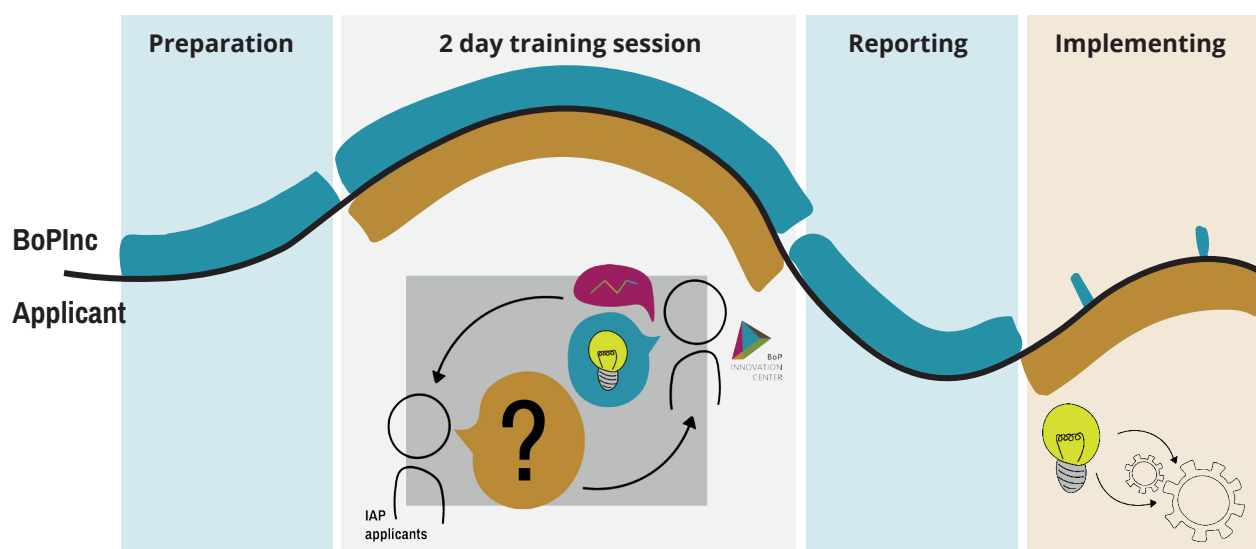 Preparation
2 day training session
Reporting
Implementing
BoPInc
Applicant
?
BoP
INNOVATION
CENTER
IAP
applicants